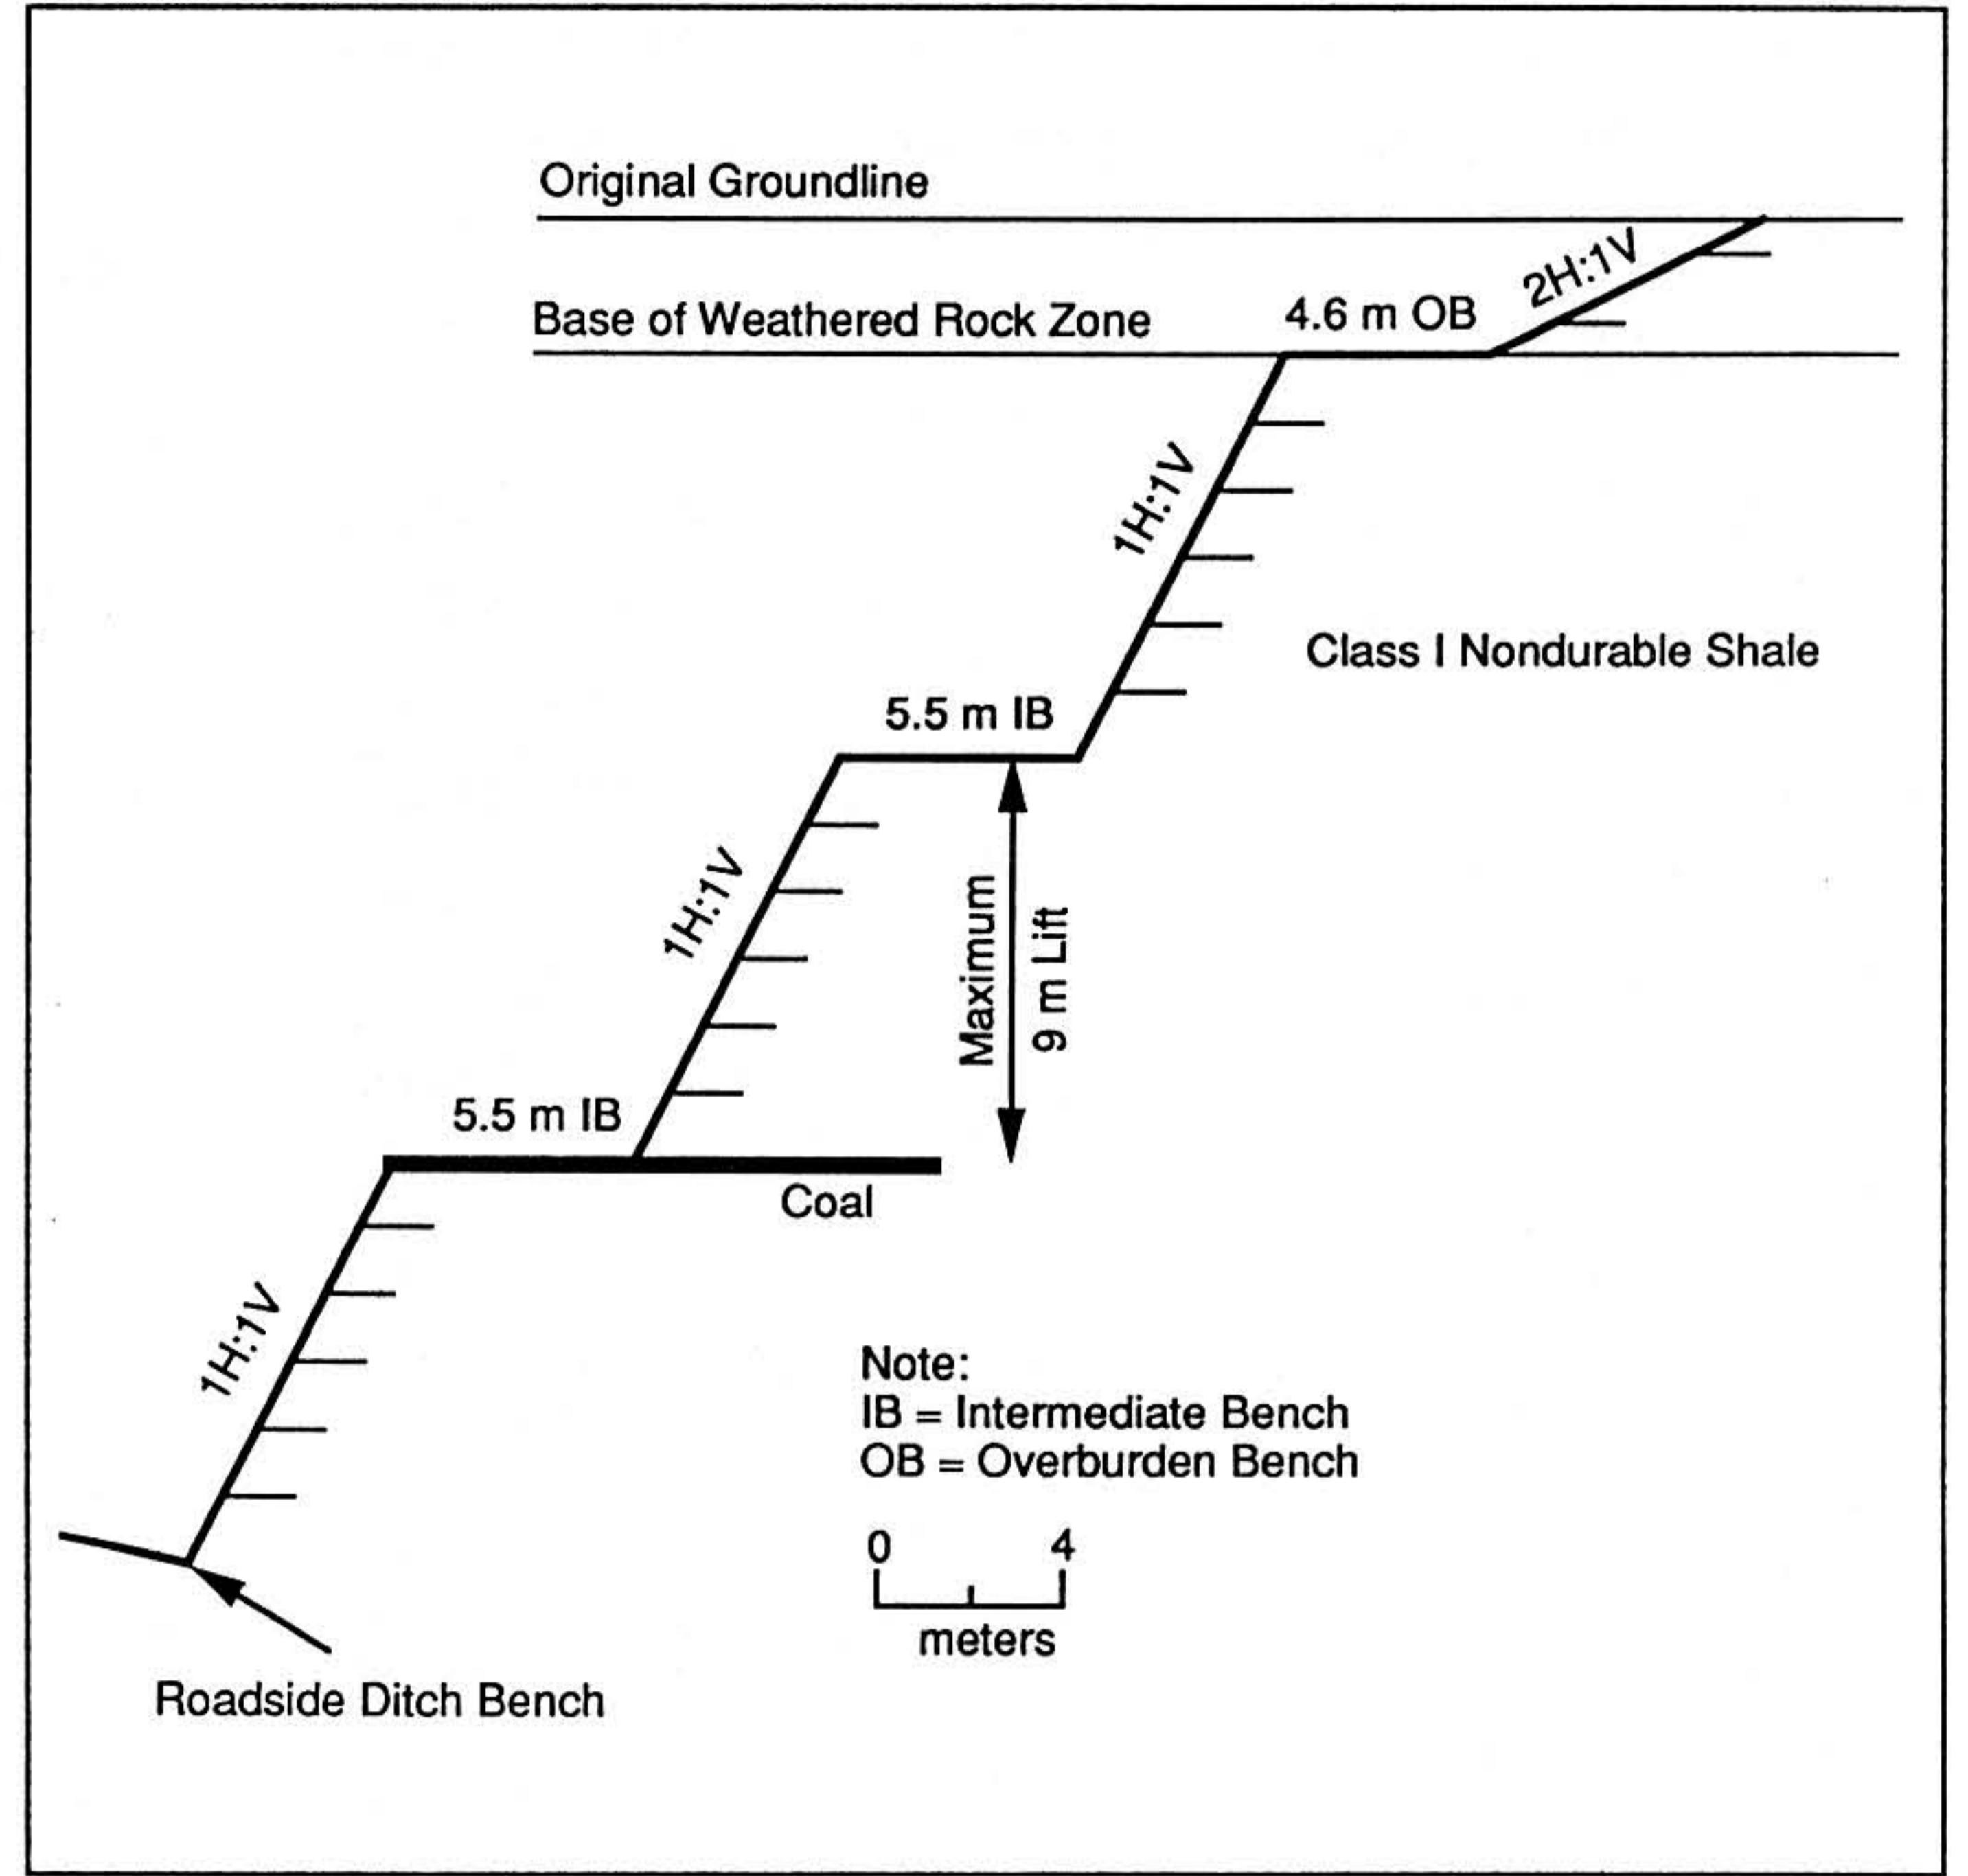 Original Groundline
2H:1V
Base of Weathered Rock Zone
4.6 m OB
1H:1V
Class I Nondurable Shale
5.5 m IB
1H:1V
Maximum
9 m Lift
5.5 m IB
Coal
1H:1V
Note:
IB = Intermediate Bench
OB = Overburden Bench
0 4
meters
Roadside Ditch Bench